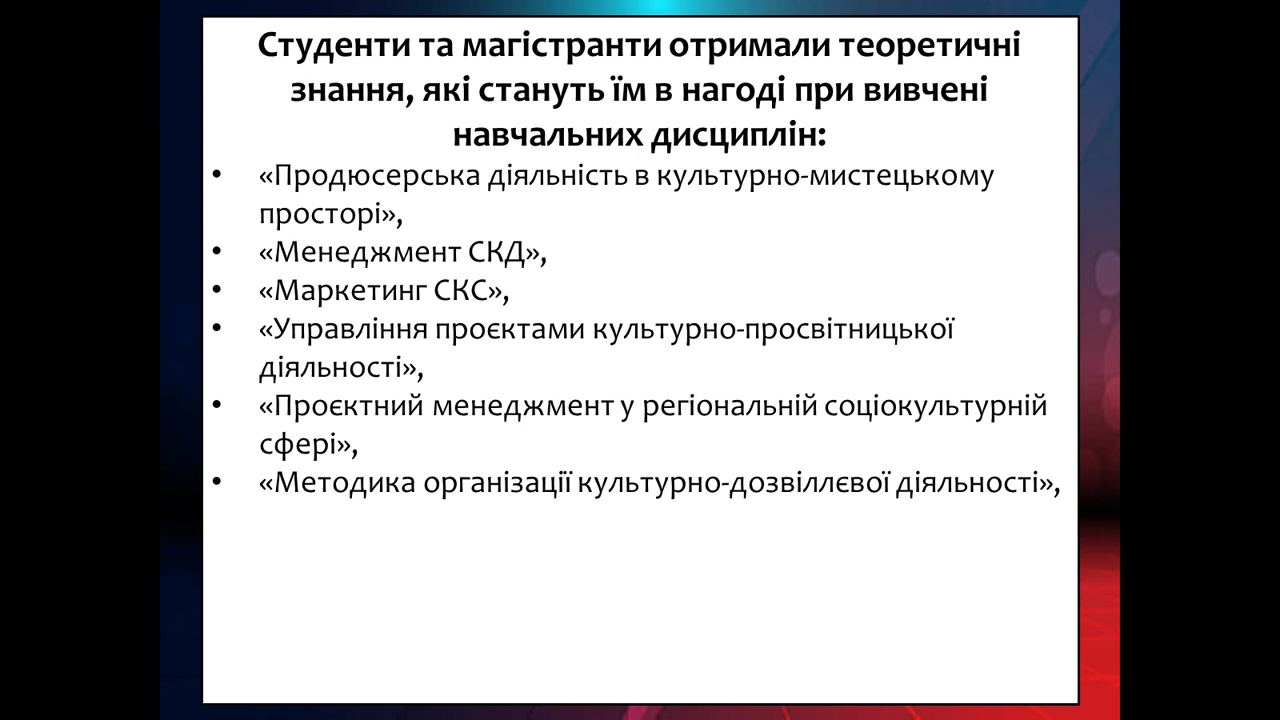 Студенти та магістранти отримали теоретичні
знання, які стануть їм в нагоді при вивчені
навчальних дисциплін:
• «Продюсерська діяльність в культурно-мистецькому
просторі»,
• «Менеджмент СКД»,
• «Маркетинг СКС»,
• «Управління проєктами культурно-просвітницької
діяльності»,
• «Проєктний менеджмент у регіональній соціокультурній
сфері»,
• «Методика організації культурно-дозвіллєвої діяльності»,